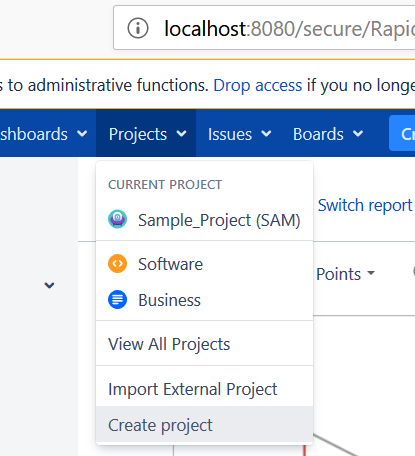 localhost:8080/secure/Rapi
s to administrative functions. Drop access if you no longe
shboards Projects Issues Boards Cr
CURRENT PROJECT
Sample_Project (SAM)
Switch report
Software
Points
Business
View All Projects
Import External Project
Create project